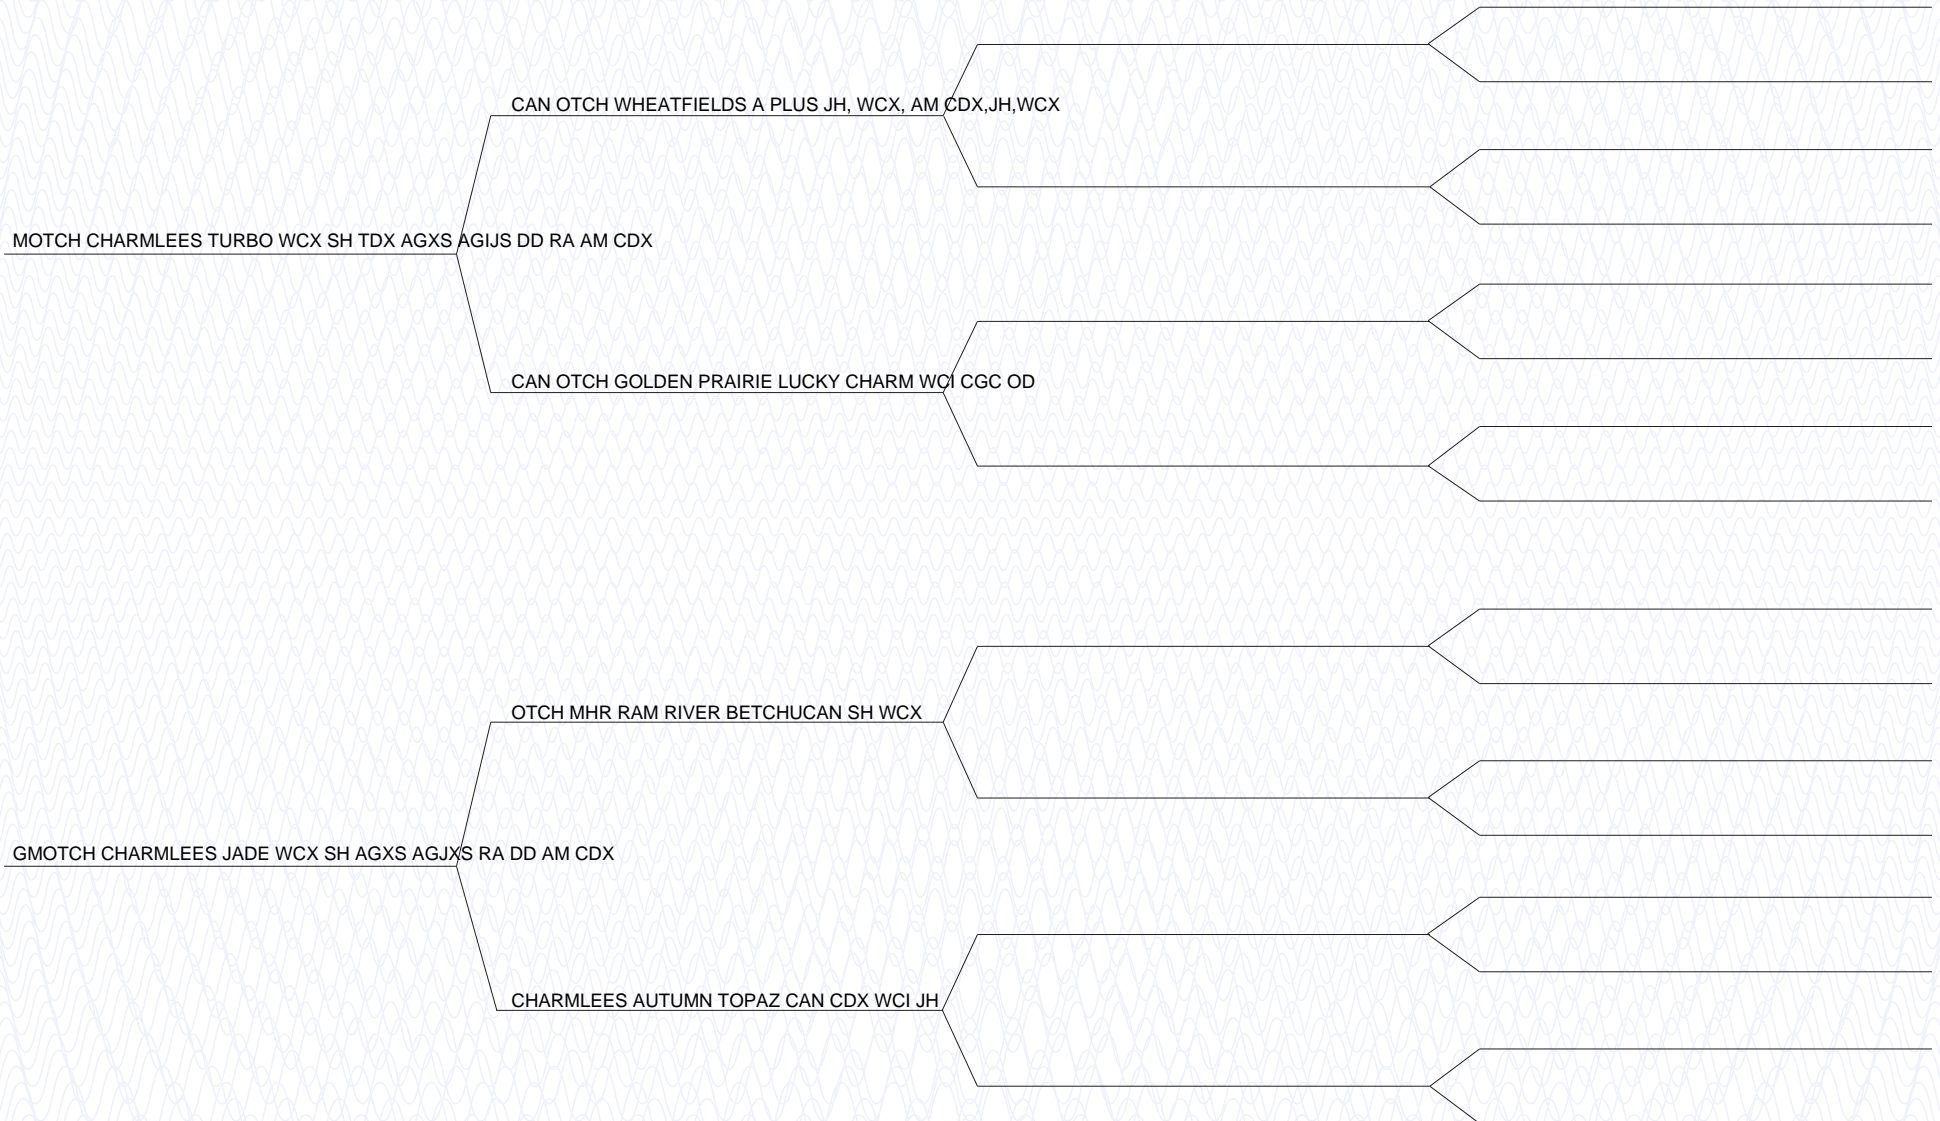 CAN OTCH WHEATFIELDS A PLUS JH, WCX, AM CDX,JH,WCX
MOTCH CHARMLEES TURBO WCX SH TDX AGXS AGIJS DD RA AM CDX
CAN OTCH GOLDEN PRAIRIE LUCKY CHARM WCI CGC OD
OTCH MHR RAM RIVER BETCHUCAN SH WCX
GMOTCH CHARMLEES JADE WCX SH AGXS AGJXS RA DD AM CDX
CHARMLEES AUTUMN TOPAZ CAN CDX WCI JH